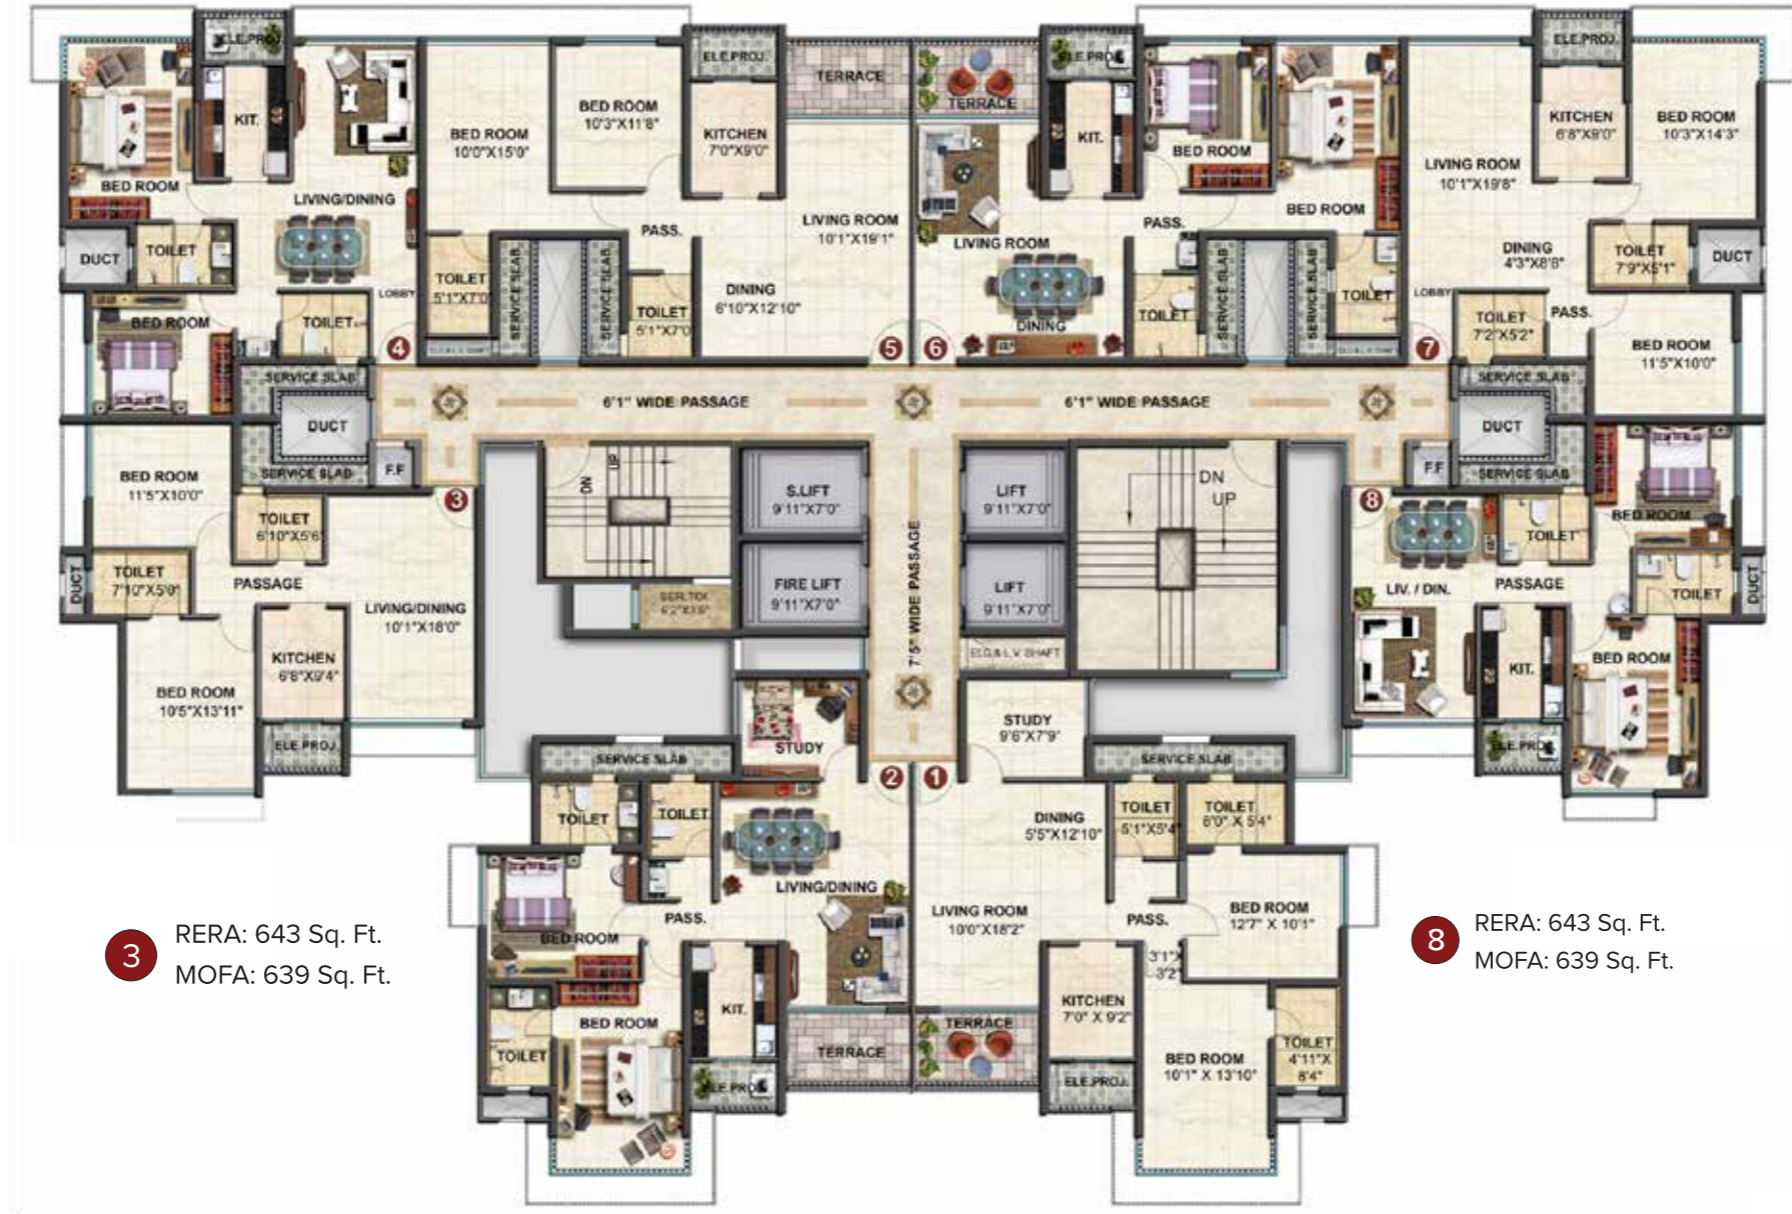 ELE.PROJ.
BED ROOM
KIT.
LIVING/DINING
TOILET
DUCT
BED ROOM
TOILET
LOBBY
4
SERVICE SLAB
DUCT
SERVICE SLAB
F.F
BED ROOM
10'0"X15'0"
BED ROOM
10'3"X11'8"
ELE.PROJ.
KITCHEN
7'0"X9'0"
TERRACE
LIVING ROOM
10'1"X19'1"
PASS.
DINING
6'10"X12'10"
TOILET
5'1"X7'0"
SERVICE SLAB
SERVICE SLAB
TOILET
5'1"X7'0"
5
TERRACE
ELE.PROJ.
KIT.
BED ROOM
BED ROOM
LIVING ROOM
PASS.
DINING
TOILET
SERVICE SLAB
SERVICE SLAB
TOILET
6
LIVING ROOM
10'1"X19'8"
ELE.PROJ.
KITCHEN
6'8"X9'0"
BED ROOM
10'3"X14'3"
DINING
4'3"X8'8"
TOILET
7'9"X5'1"
DUCT
LOBBY
TOILET
7'2"X5'2"
PASS.
BED ROOM
11'5"X10'0"
7
SERVICE SLAB
DUCT
SERVICE SLAB
F.F
6'1" WIDE PASSAGE
6'1" WIDE PASSAGE
BED ROOM
11'5"X10'0"
TOILET
6'10"X5'6"
3
DUCT
TOILET
7'10"X5'0"
PASSAGE
LIVING/DINING
10'1"X18'0"
KITCHEN
6'8"X9'4"
BED ROOM
10'5"X13'11"
ELE.PROJ.
UP
DN
S.LIFT
9'11"X7'0"
FIRE LIFT
9'11"X7'0"
7'5" WIDE PASSAGE
LIFT
9'11"X7'0"
LIFT
9'11"X7'0"
ELC.& L.V. SHAFT
DN
UP
8
TOILET
BED ROOM
LIV. / DIN.
PASSAGE
TOILET
DUCT
KIT.
BED ROOM
ELE.PROJ.
STUDY
SERVICE SLAB
2
TOILET
TOILET
LIVING/DINING
PASS.
BED ROOM
BED ROOM
KIT.
TOILET
TERRACE
ELE.PROJ.
STUDY
9'6"X7'9"
SERVICE SLAB
1
DINING
5'5"X12'10"
TOILET
5'1"X5'4"
TOILET
6'0" X 5'4"
LIVING ROOM
10'0"X18'2"
PASS.
BED ROOM
12'7" X 10'1"
3'1"X
3'2"
TERRACE
KITCHEN
7'0" X 9'2"
ELE.PROJ.
BED ROOM
10'1" X 13'10"
TOILET
4'11"X
8'4"
3
RERA: 643 Sq. Ft.
MOFA: 639 Sq. Ft.
8
RERA: 643 Sq. Ft.
MOFA: 639 Sq. Ft.